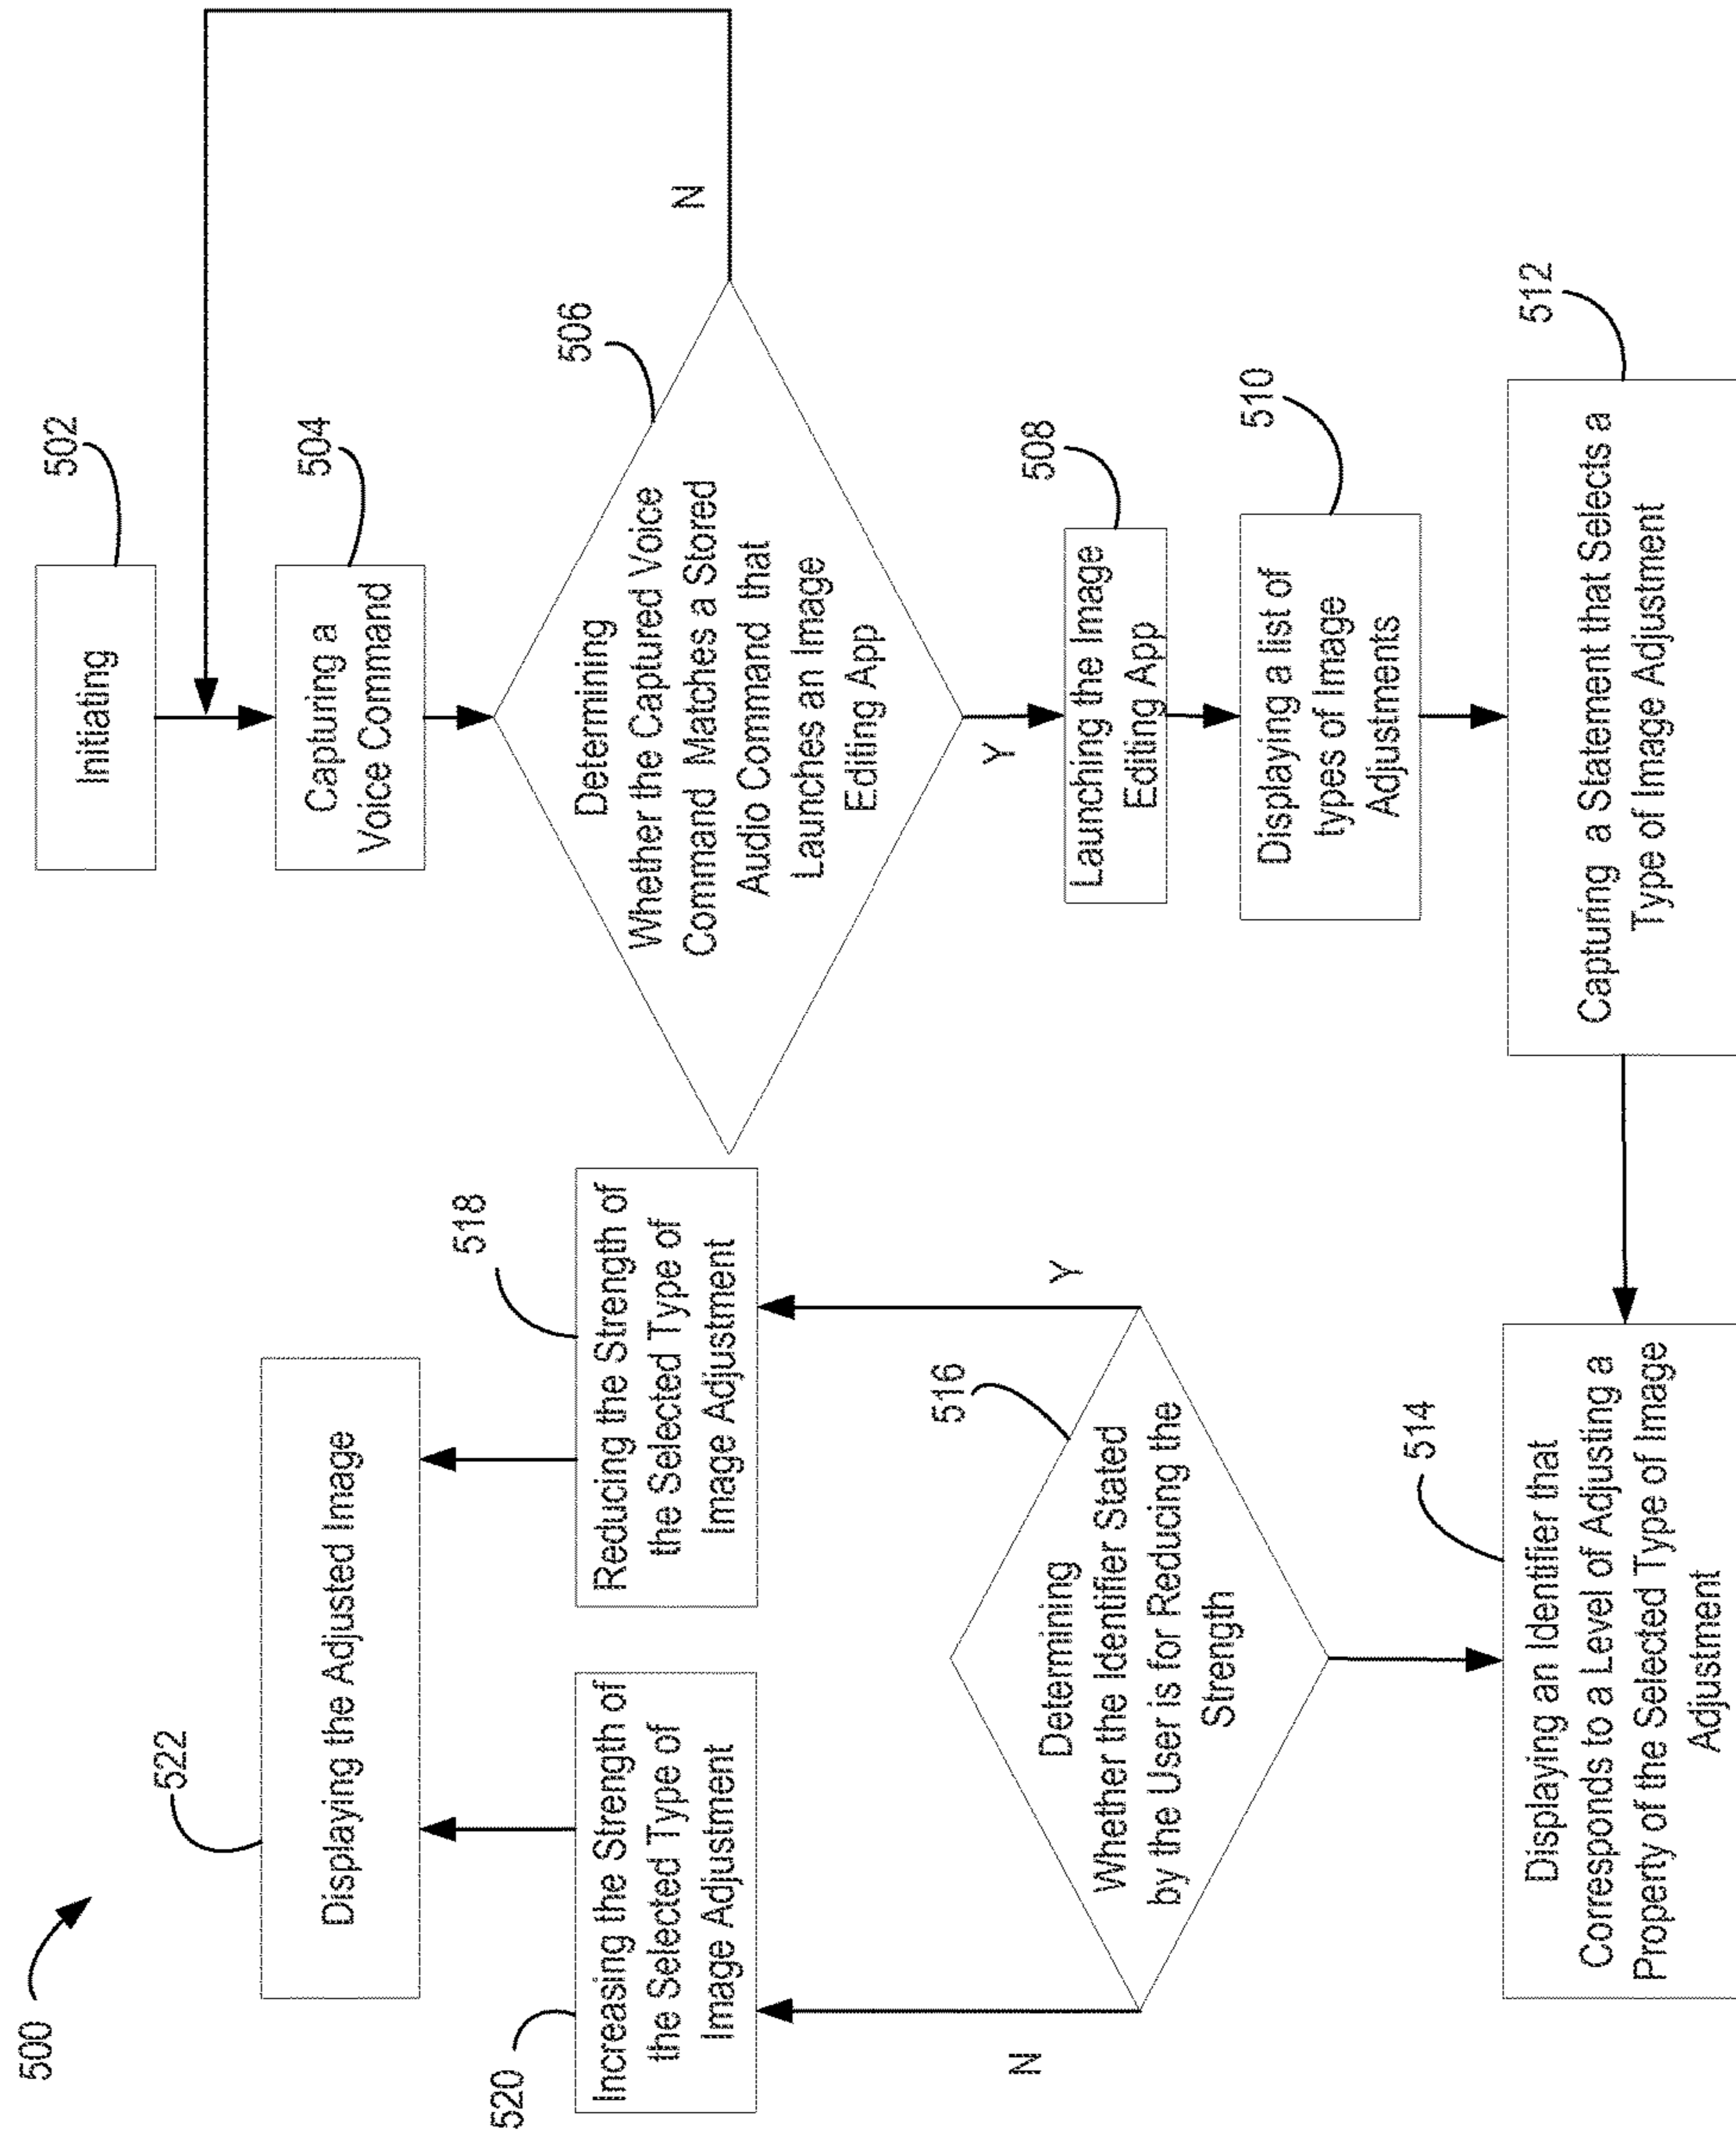 500
Initiating
502
Capturing a
Voice Command
504
Determining
Whether the Captured Voice
Command Matches a Stored
Audio Command that
Launches an Image
Editing App
506
N
Y
Launching the Image
Editing App
508
Displaying a list of
types of Image
Adjustments
510
Capturing a Statement that Selects a
Type of Image Adjustment
512
Displaying an Identifier that
Corresponds to a Level of Adjusting a
Property of the Selected Type of Image
Adjustment
514
Determining
Whether the Identifier Stated
by the User is for Reducing the
Strength
516
Y
N
Reducing the Strength of
the Selected Type of
Image Adjustment
518
Increasing the Strength of
the Selected Type of
Image Adjustment
520
Displaying the Adjusted Image
522